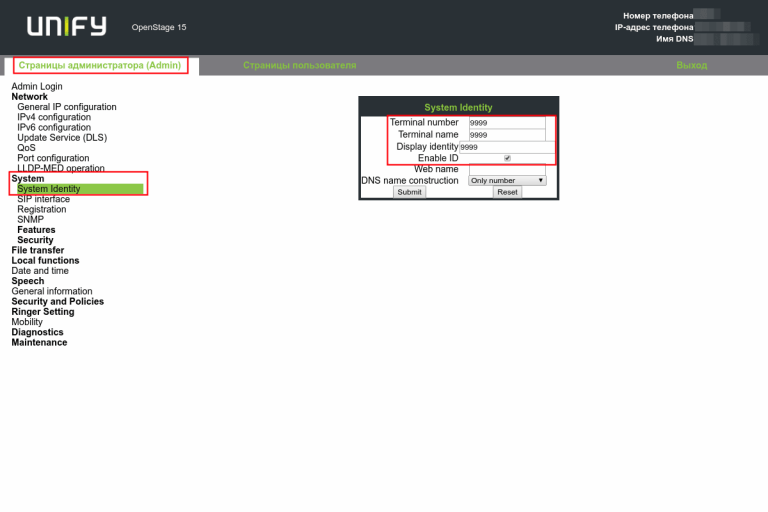 UNIFY
OpenStage 15
Номер телефона
IP-адрес телефона
Имя DNS
Страницы администратора (Admin)
Страницы пользователя
Выход
Admin Login
Network
General IP configuration
IPv4 configuration
IPv6 configuration
Update Service (DLS)
QoS
Port configuration
LLDP-MED operation
System
System Identity
SIP interface
Registration
SNMP
Features
Security
File transfer
Local functions
Date and time
Speech
General information
Security and Policies
Ringer Setting
Mobility
Diagnostics
Maintenance
System Identity
Terminal number 9999
Terminal name 9999
Display identity 9999
Enable ID
Web name
DNS name construction Only number
Submit Reset